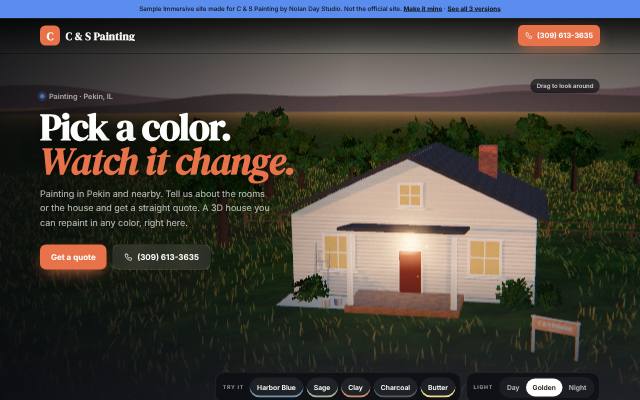 Sample Immersive site made for C & S Painting by Nolan Day Studio. Not the official site. Make it mine · See all 3 versions
C C & S Painting
(309) 613-3635
Drag to look around
Painting · Pekin, IL
Pick a color.
Watch it change.
Painting in Pekin and nearby. Tell us about the rooms
or the house and get a straight quote. A 3D house you
can repaint in any color, right here.
Get a quote
(309) 613-3635
TRY IT Harbor Blue Sage Clay Charcoal Butter
LIGHT Day Golden Night